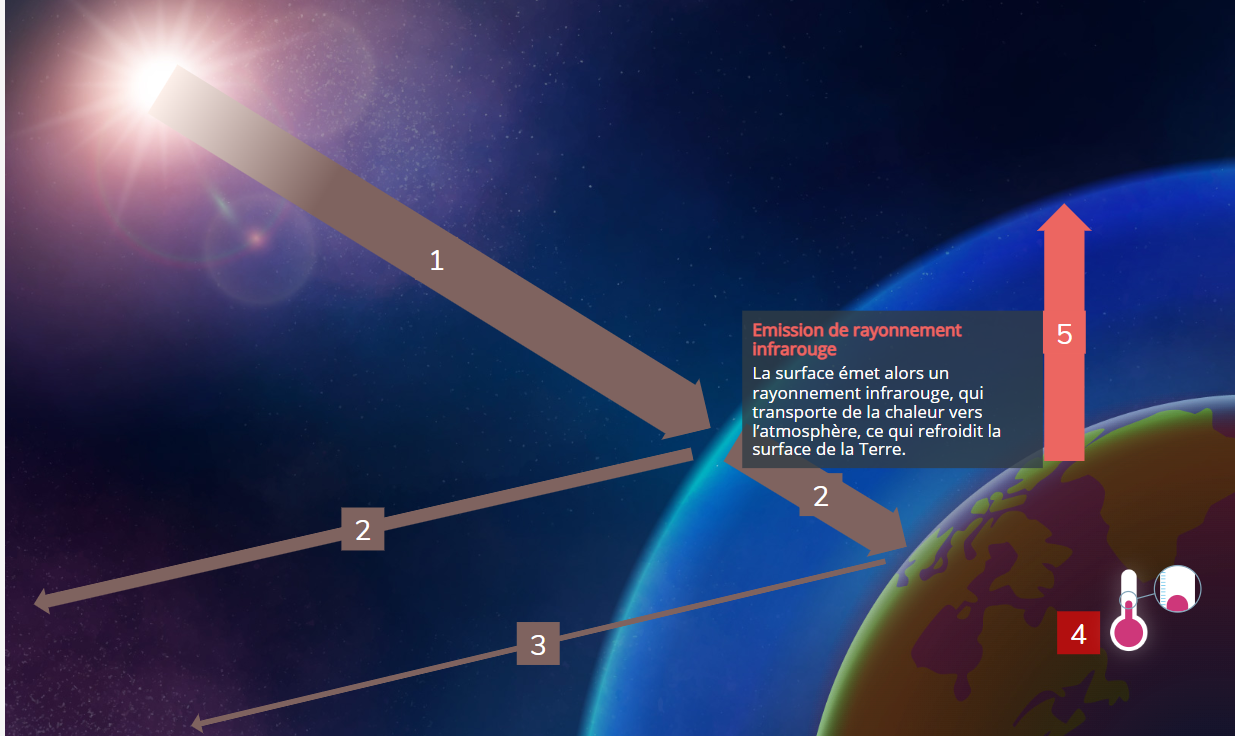 1
Emission de rayonnement
infrarouge
La surface émet alors un
rayonnement infrarouge, qui
transporte de la chaleur vers
l'atmosphère, ce qui refroidit la
surface de la Terre.
5
2
2
3
4